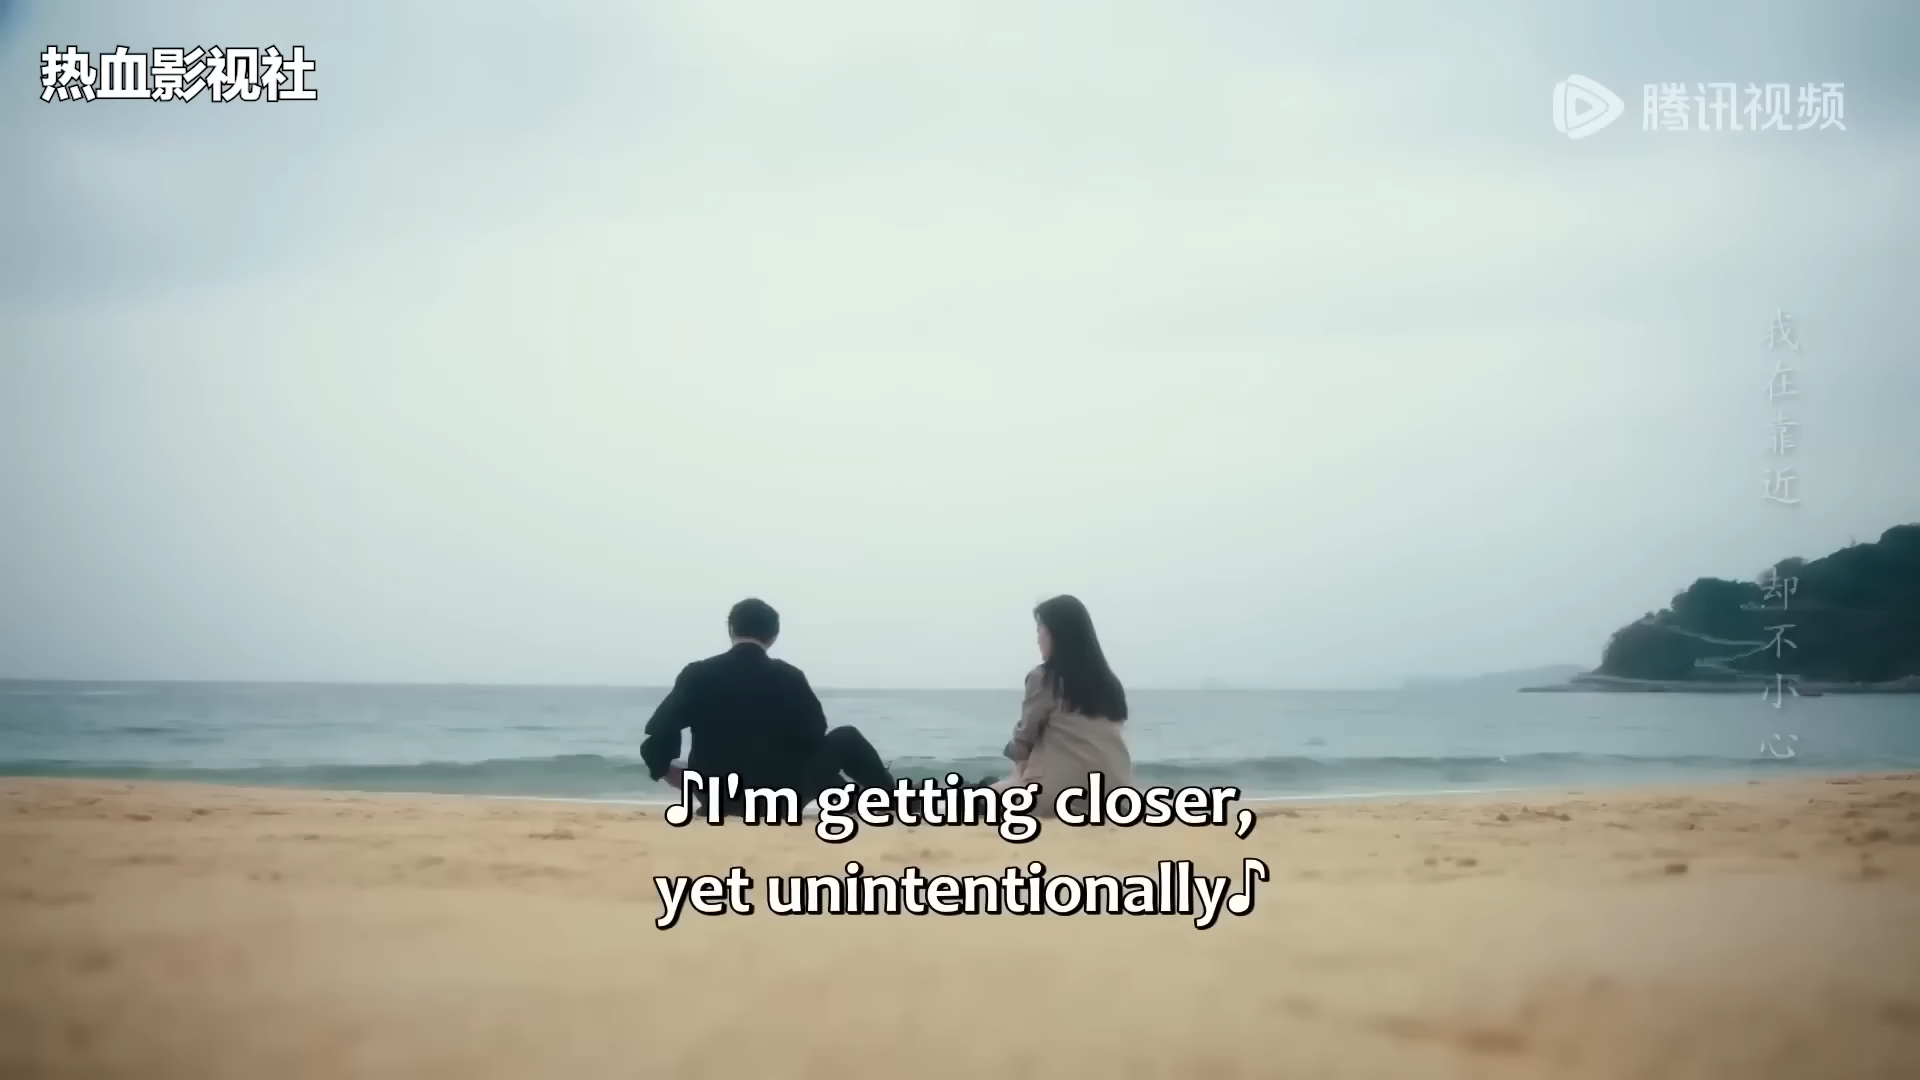 热血影视社
腾讯视频
我在靠近 却不小心
♪I'm getting closer,
yet unintentionally♪